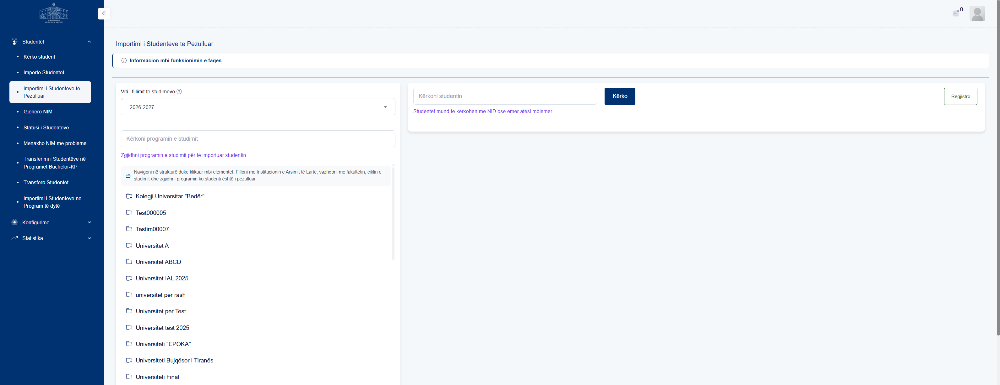 MINISTRIA E ARSIMIT
0
Studentët
Kërko student
Importo Studentët
Importimi i Studentëve të
Pezulluar
Gjenero NIM
Statusi i Studentëve
Menaxho NIM me probleme
Transferimi i Studentëve në
Programet Bachelor-KP
Transfero Studentët
Importimi i Studentëve në
Program të dytë
Konfigurime
Statistika
Importimi i Studentëve të Pezulluar
Informacion mbi funksionimin e faqes
Viti i fillimit të studimeve
2026-2027
Kërkoni programin e studimit
Zgjidhni programin e studimit për të importuar studentin
Navigoni në strukturë duke klikuar mbi elementet. Filloni me Institucionin e Arsimit të Lartë, vazhdoni me fakultetin, ciklin e
studimit dhe zgjidhni programin ku studenti është i pezulluar.
Kolegji Universitar "Bedër"
Test000005
Testim00007
Universitet A
Universitet ABCD
Universitet IAL 2025
universitet per rash
Universitet per Test
Universitet test 2025
Universiteti "EPOKA"
Universiteti Bujqësor i Tiranës
Universiteti Final
Kërkoni studentin
Kërko
Regjistro
Studentët mund të kërkohen me NID ose emër atësi mbiemër